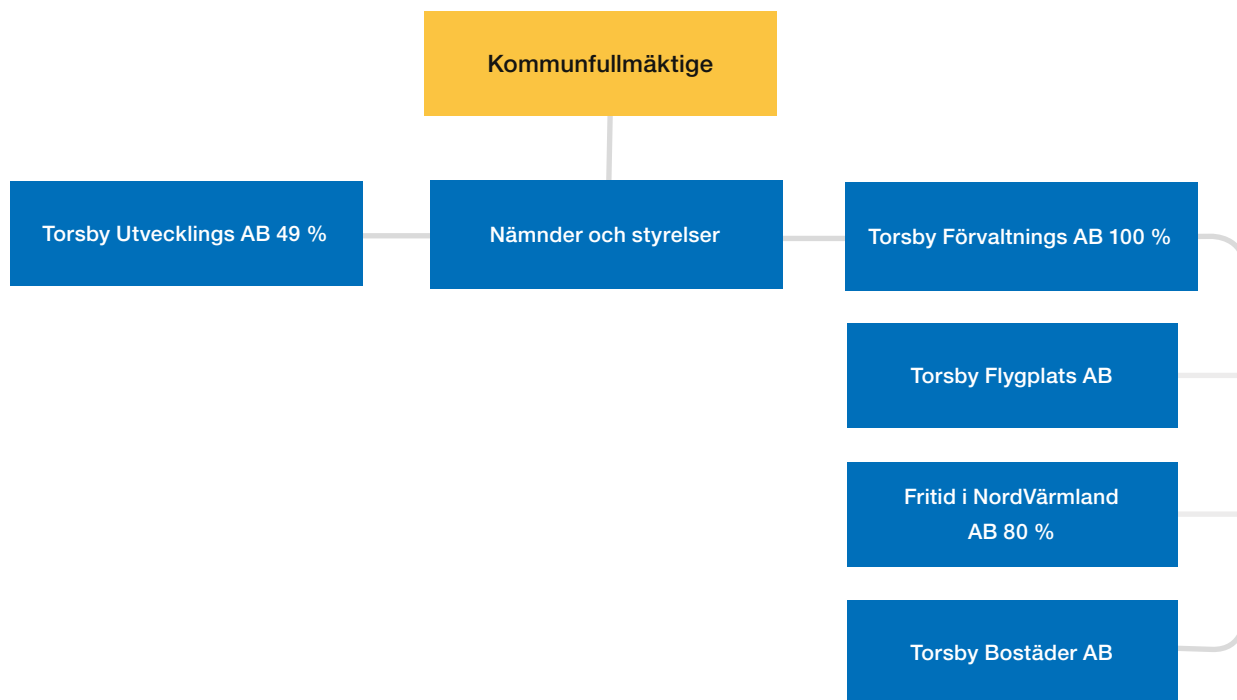 Kommunfullmäktige
Torsby Utvecklings AB 49 %
Nämnder och styrelser
Torsby Förvaltnings AB 100 %
Torsby Flygplats AB
Fritid i NordVärmland
AB 80 %
Torsby Bostäder AB